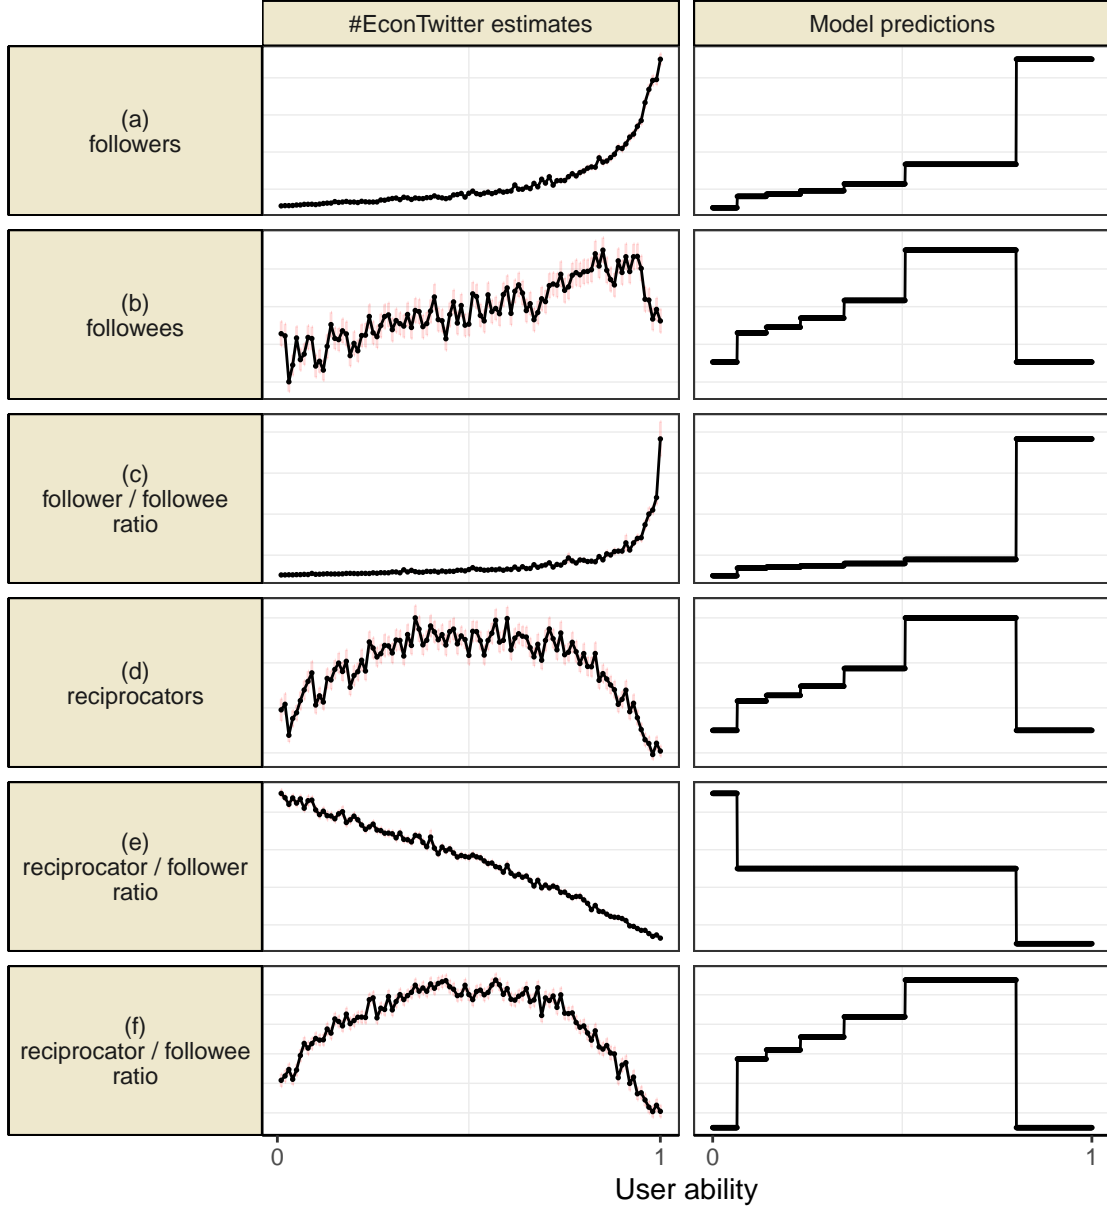 #EconTwitter estimates
Model predictions
(a)
followers
(b)
followees
(c)
follower / followee
ratio
(d)
reciprocators
(e)
reciprocator / follower
ratio
(f)
reciprocator / followee
ratio
0
1
0
1
User ability